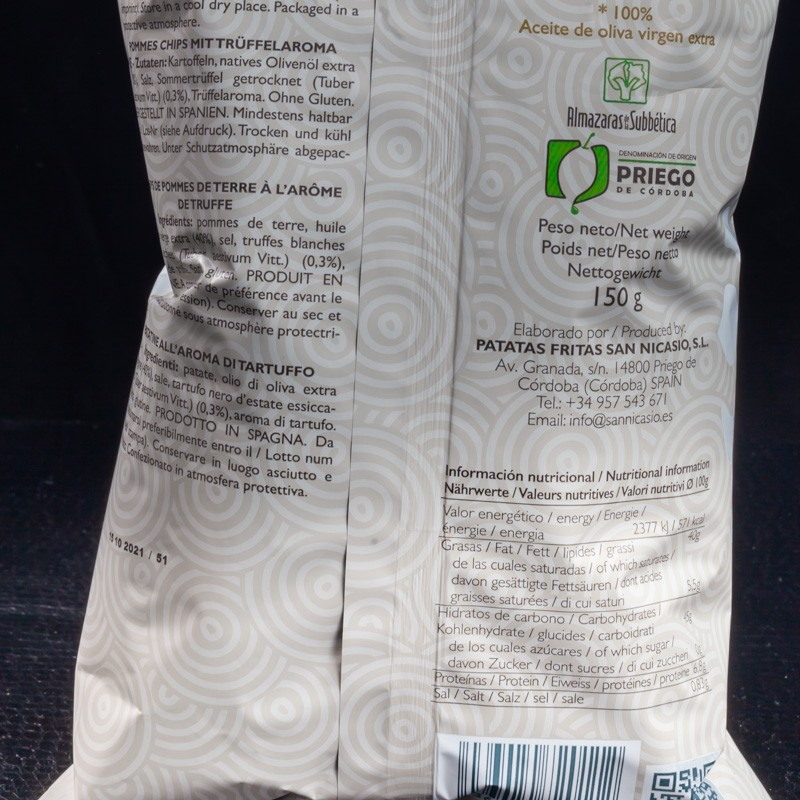 Store, in a cool dry place. Packaged in a
atmosphere.
POMMES CHIPS MIT TRÜFFELAROMA
Zutaten: Kartoffeln, natives Olivenöl extra
Salz, Sommertrüffel getrocknet (Tuber
Vitt.) (0,3%), Trüffelaroma. Ohne Gluten.
IN SPANIEN. Mindestens haltbar
(siehe Aufdruck). Trocken und kühl
Unter Schutzatmosphäre abgepac-
POMMES DE TERRE À L'ARÔME
DE TRUFFE
pommes de terre, huile
extra (40%), sel, truffes blanches
Vitt.) (0,3%),
gluten. PRODUIT EN
de préférence avant le
Conserver au sec et
sous atmosphère protectri-
ALL'AROMA DI TARTUFO
patate, olio di oliva extra
sale, tartufo nero d'estate essicca-
Vitt.) (0,3%), aroma di tartufo.
PRODOTTO IN SPAGNA. Da
preferibilmente entro il / Lotto num
Conservare in luogo asciutto e
Confezionato in atmosfera protettiva.
10 2021 / 51
* 100%
Aceite de oliva virgen extra
Almazaras de la Subbética
DENOMINACIÓN DE ORIGEN
PRIEGO
DE CÓRDOBA
Peso neto/Net weight
Poids net/Peso netto
Nettogewicht
150 g
Elaborado por / Produced by:
PATATAS FRITAS SAN NICASIO, S.L.
Av. Granada, s/n. 14800 Priego de
Córdoba (Córdoba) SPAIN
Tel.: +34 957 543 671
Email: info@sannicasio.es
Información nutricional / Nutritional information
Nährwerte / Valeurs nutritives / Valori nutritivi Ø 100g
Valor energético / energy / Energie /
énergie / energia 2377 kJ / 571 kcal
Grasas / Fat / Fett / lipides / grassi 40g
de las cuales saturadas / of which saturates /
davon gesättigte Fettsäuren / dont acides
graisses saturées / di cui saturi 5,5g
Hidratos de carbono / Carbohydrates /
Kohlenhydrate / glucides / carboidrati
de los cuales azúcares / of which sugar /
davon Zucker / dont sucres / di cui zuccheri
Proteínas / Protein / Eiweiss / protéines / proteine 6,8g
Sal / Salt / Salz / sel / sale 0,83g